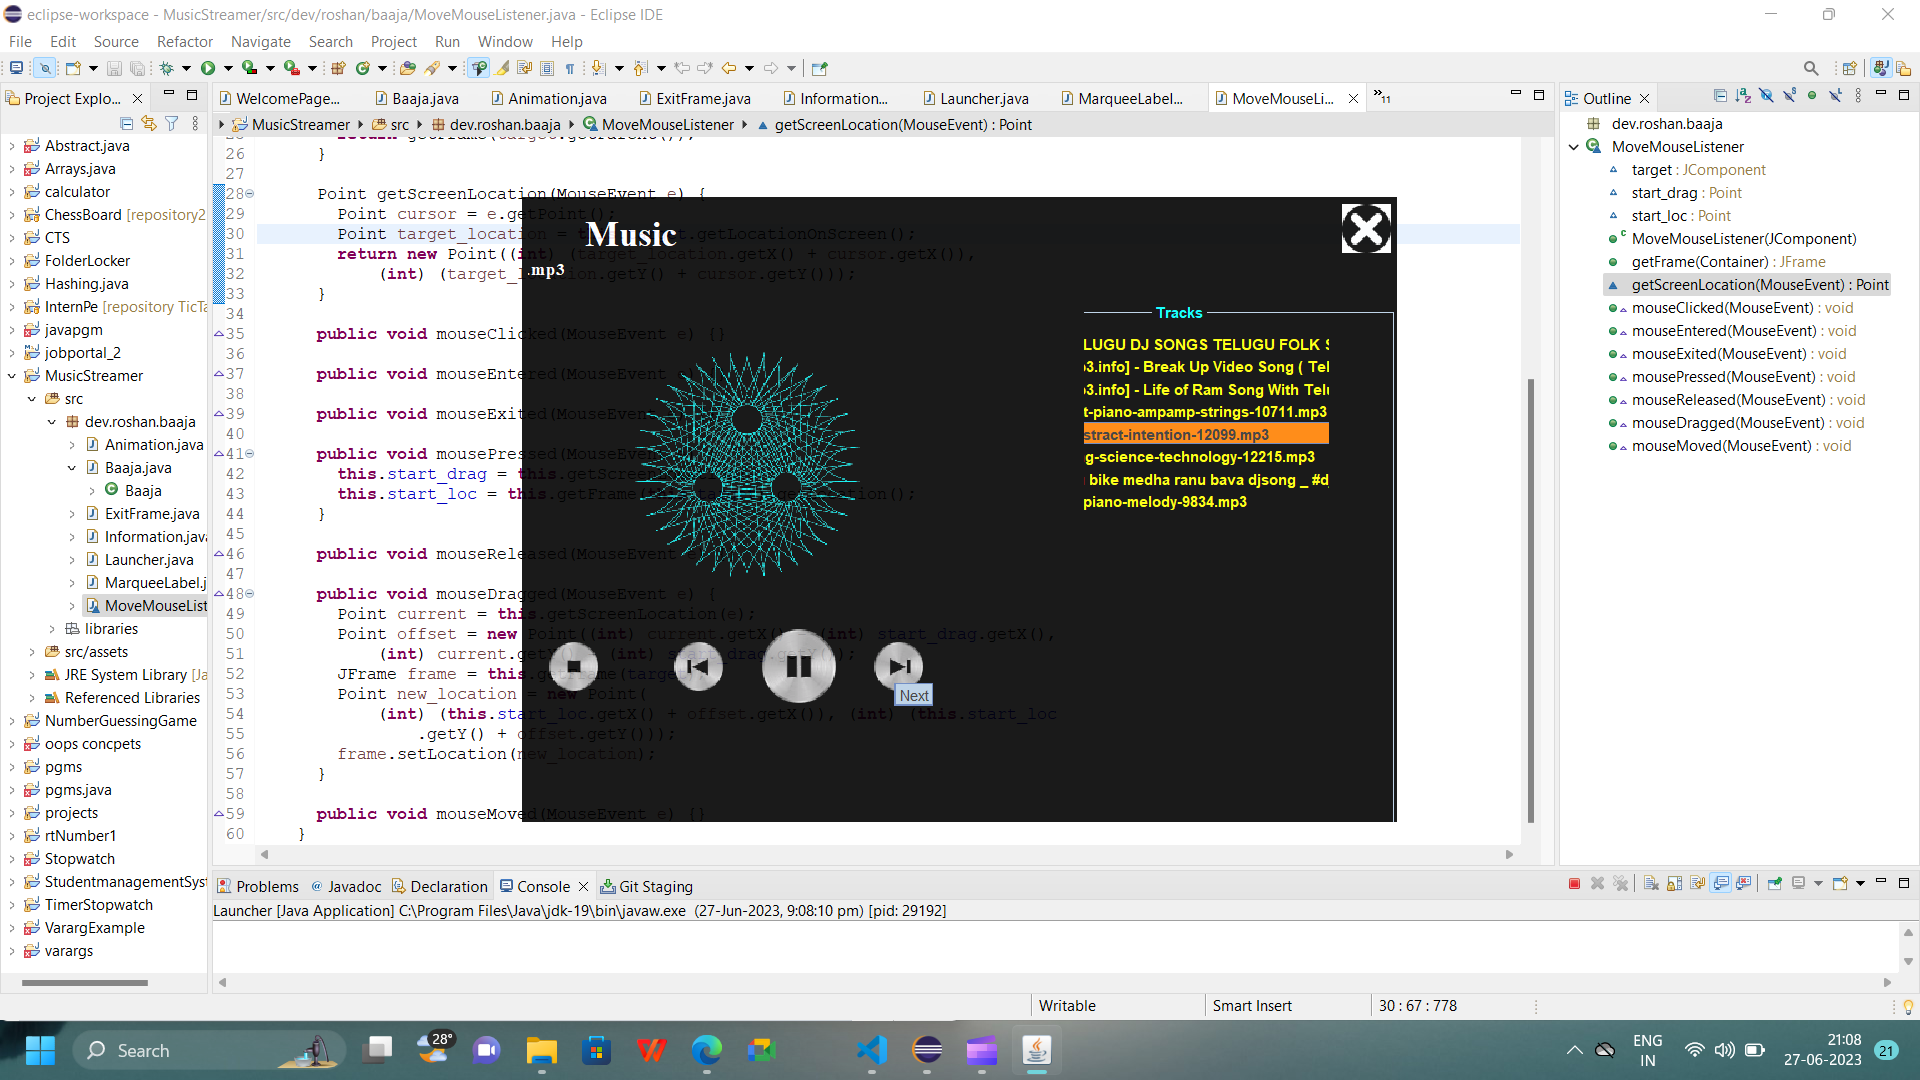 eclipse-workspace - MusicStreamer/src/dev/roshan/baaja/MoveMouseListener.java - Eclipse IDE
File Edit Source Refactor Navigate Search Project Run Window Help
Project Explo...
WelcomePage... Baaja.java Animation.java ExitFrame.java Information... Launcher.java MarqueeLabel... MoveMouseLi... 11
MusicStreamer src dev.roshan.baaja MoveMouseListener getScreenLocation(MouseEvent) : Point
Abstract.java
Arrays.java
calculator
ChessBoard [repository2
CTS
FolderLocker
Hashing.java
InternPe [repository TicTa
javapgm
jobportal_2
MusicStreamer
src
dev.roshan.baaja
Animation.java
Baaja.java
Baaja
ExitFrame.java
Information.java
Launcher.java
MarqueeLabel.j
MoveMouseList
libraries
src/assets
JRE System Library [Ja
Referenced Libraries
NumberGuessingGame
oops concpets
pgms
pgms.java
projects
rtNumber1
Stopwatch
StudentmanagementSyst
TimerStopwatch
VarargExample
varargs
26 }
27
28 Point getScreenLocation(MouseEvent e) {
29 Point cursor = e.getPoint();
30 Point target_location = .getLocationOnScreen();
31 return new Point((int) (target_location.getX() + cursor.getX()),
32 (int) (target_location.getY() + cursor.getY()));
33 }
34
35 public void mouseClicked(MouseEvent e) {}
36
37 public void mouseEntered(MouseEvent
38
39 public void mouseExited(MouseEvent
40
41 public void mousePressed(MouseEvent
42 this.start_drag = this.getScreen
43 this.start_loc = this.getFrame( ();
44 }
45
46 public void mouseReleased(MouseEvent
47
48 public void mouseDragged(MouseEvent e) {
49 Point current = this.getScreenLocation(e);
50 Point offset = new Point((int) current.getX() - (int) start_drag.getX(),
51 (int) current.getY() - (int) start_drag.getY());
52 JFrame frame = this.getFrame(target);
53 Point new_location = new Point(
54 (int) (this.start_loc.getX() + offset.getX()), (int) (this.start_loc
55 .getY() + offset.getY()));
56 frame.setLocation(new_location);
57 }
58
59 public void mouseMoved(MouseEvent e) {}
60 }
Music
.mp3
Tracks
LUGU DJ SONGS TELUGU FOLK S
3.info] - Break Up Video Song ( Tel
3.info] - Life of Ram Song With Telu
t-piano-ampamp-strings-10711.mp3
stract-intention-12099.mp3
g-science-technology-12215.mp3
bike medha ranu bava djsong _ #d
piano-melody-9834.mp3
Next
Outline
dev.roshan.baaja
MoveMouseListener
target : JComponent
start_drag : Point
start_loc : Point
MoveMouseListener(JComponent)
getFrame(Container) : JFrame
getScreenLocation(MouseEvent) : Point
mouseClicked(MouseEvent) : void
mouseEntered(MouseEvent) : void
mouseExited(MouseEvent) : void
mousePressed(MouseEvent) : void
mouseReleased(MouseEvent) : void
mouseDragged(MouseEvent) : void
mouseMoved(MouseEvent) : void
Problems Javadoc Declaration Console Git Staging
Launcher [Java Application] C:\Program Files\Java\jdk-19\bin\javaw.exe (27-Jun-2023, 9:08:10 pm) [pid: 29192]
Writable Smart Insert 30 : 67 : 778
Search
28°
ENG
IN
21:08
27-06-2023
21